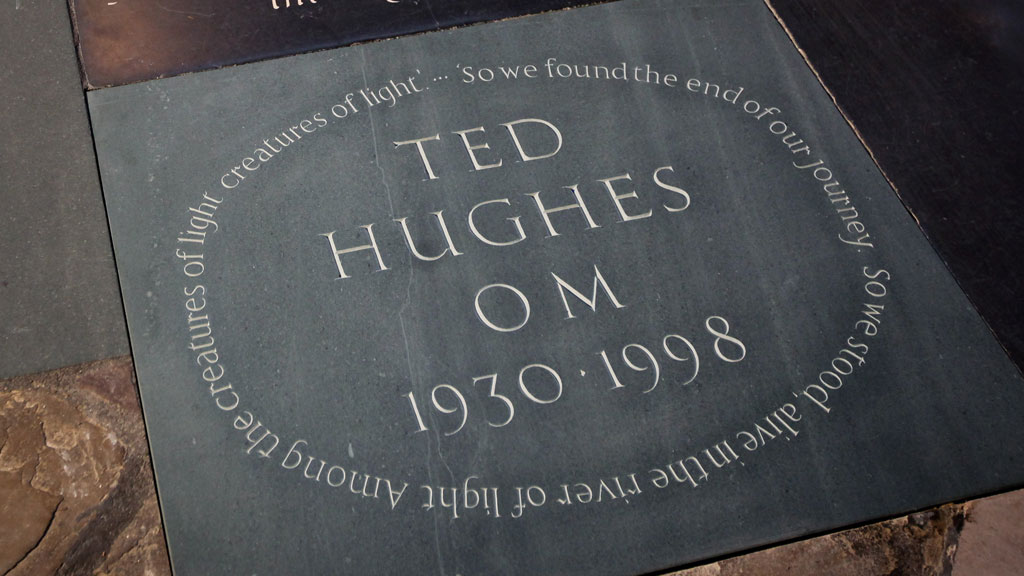 TED
HUGHES
OM
1930 · 1998
'So we found the end of our journey. So we stood, alive in the river of light Among the creatures of light creatures of light.' ...